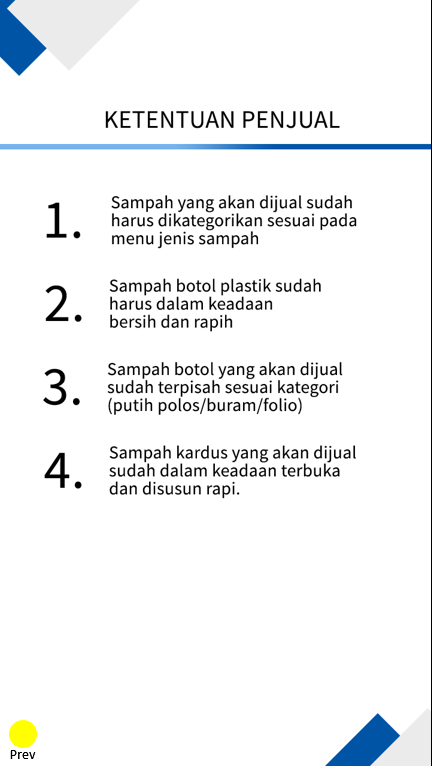 KETENTUAN PENJUAL
1.
Sampah yang akan dijual sudah
harus dikategorikan sesuai pada
menu jenis sampah
2.
Sampah botol plastik sudah
harus dalam keadaan
bersih dan rapih
3.
Sampah botol yang akan dijual
sudah terpisah sesuai kategori
(putih polos/buram/folio)
4.
Sampah kardus yang akan dijual
sudah dalam keadaan terbuka
dan disusun rapi.
Prev